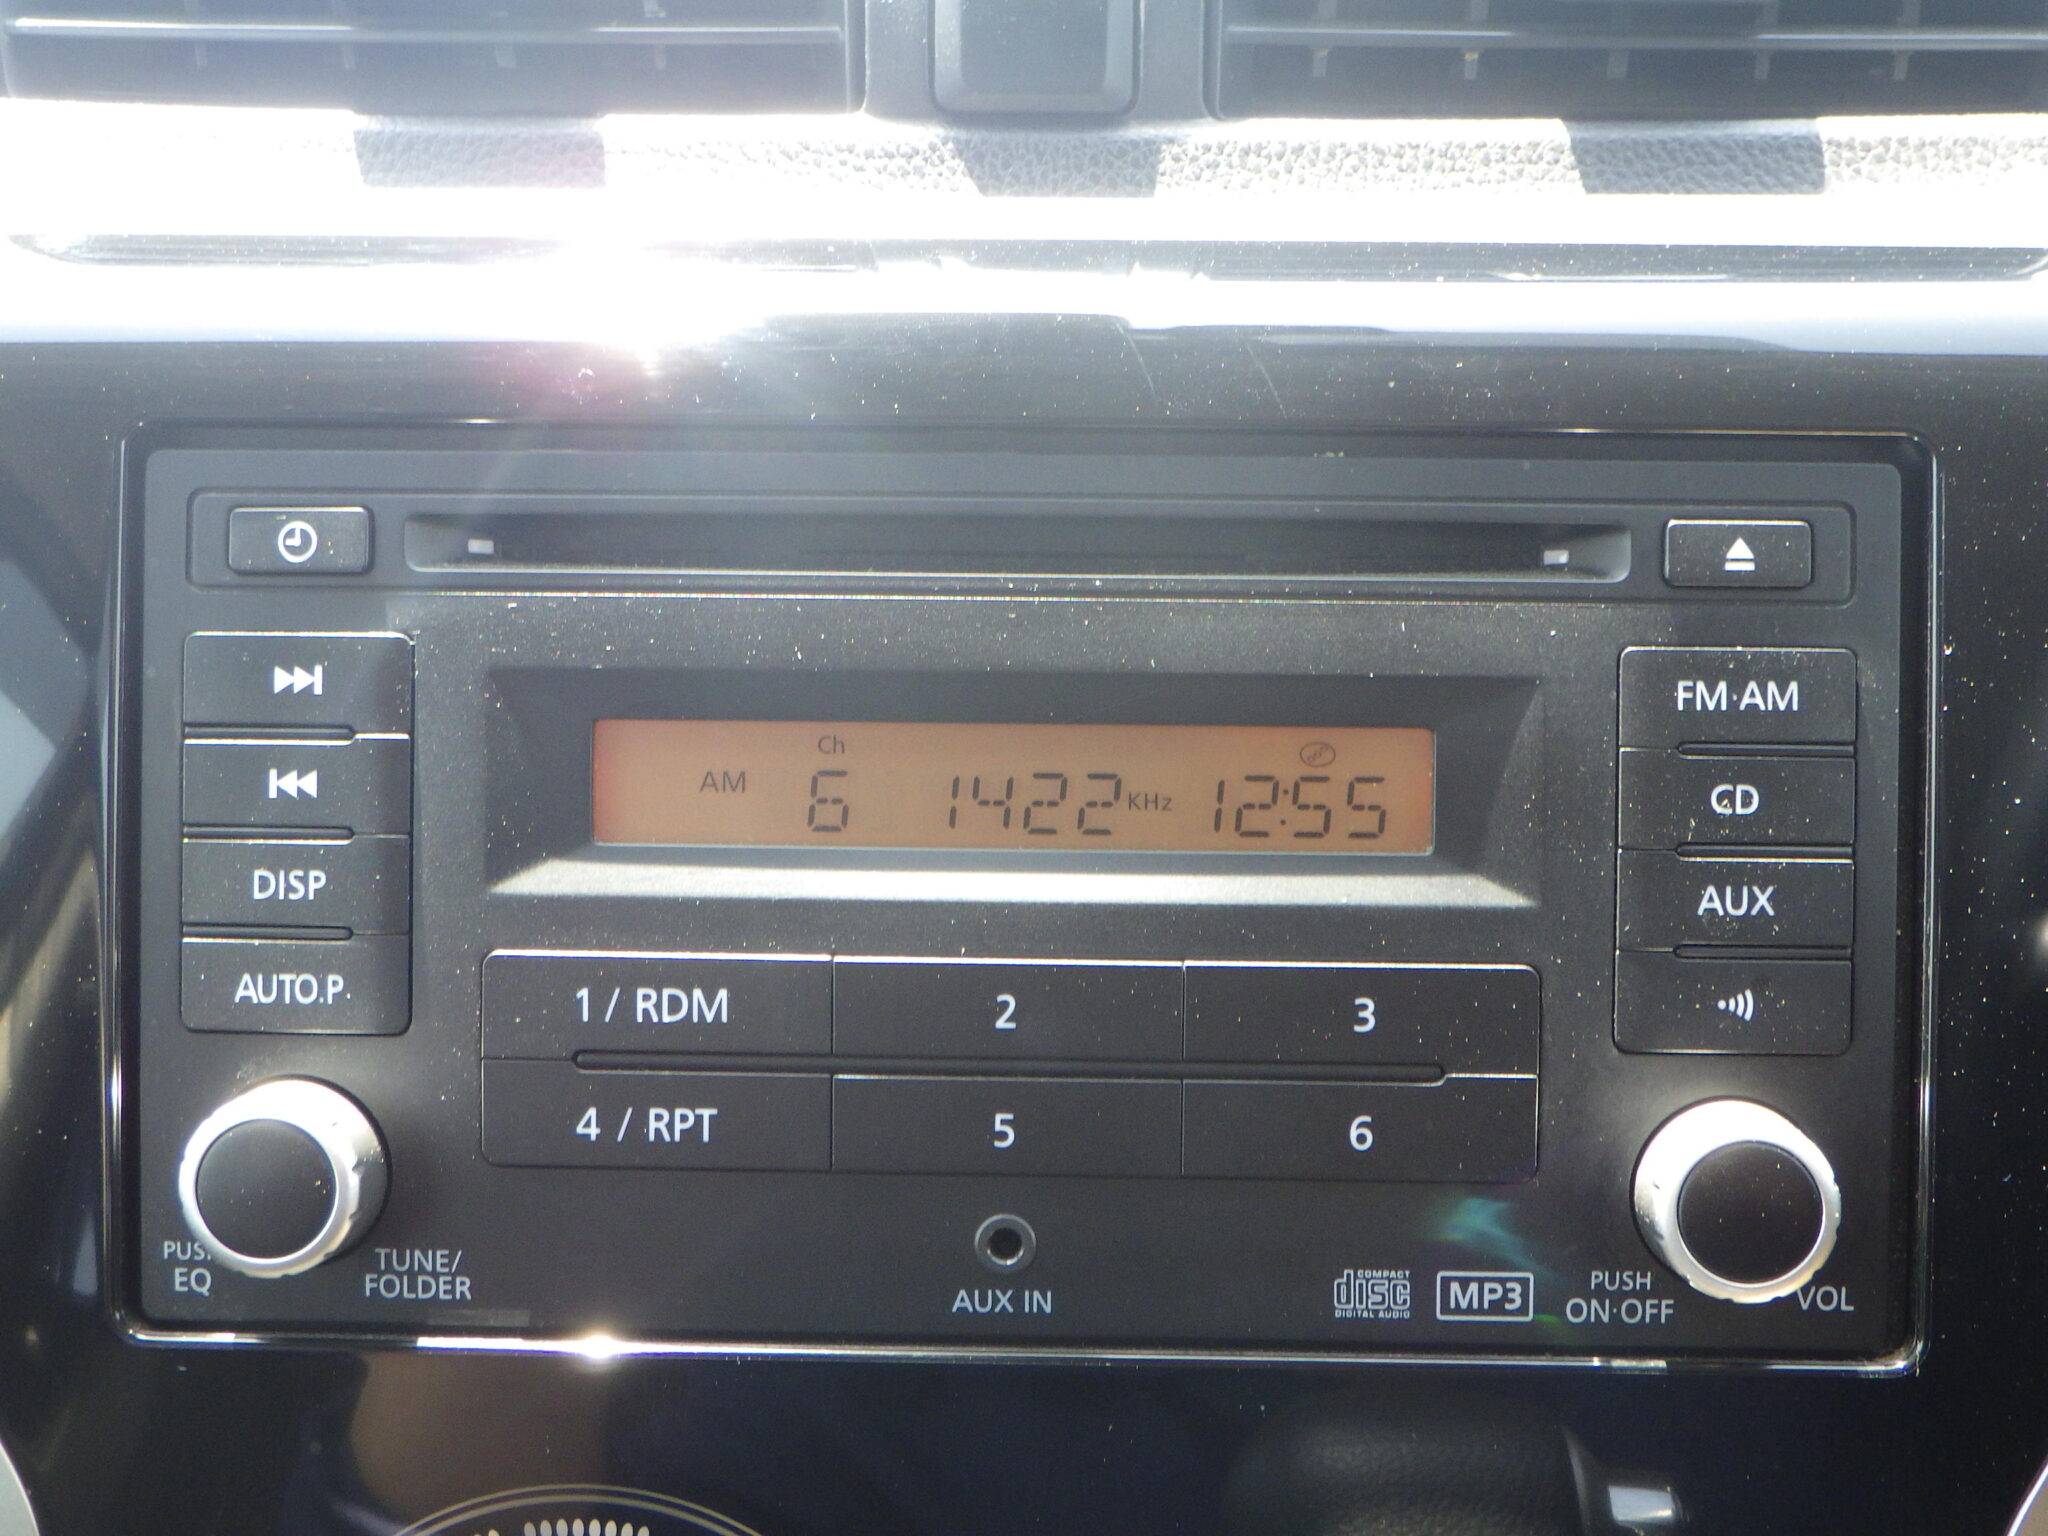 Ch
AM 6 1422 KHz 12:55
FM·AM
CD
DISP
AUX
AUTO.P.
1 / RDM 2 3
4 / RPT 5 6
EQ
TUNE/
FOLDER
AUX IN
COMPACT
disc
DIGITAL AUDIO
MP3
PUSH
ON·OFF
VOL